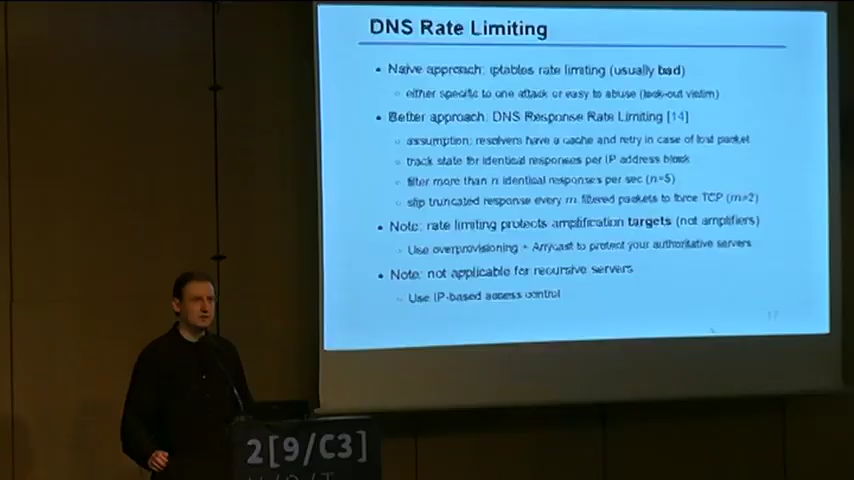 DNS Rate Limiting
• Naive approach: iptables rate limiting (usually bad)
○ either specific to one attack or easy to abuse (lock-out victim)
• Better approach: DNS Response Rate Limiting [14]
○ assumption: resolvers have a cache and retry in case of lost packet
○ track state for identical responses per IP address block
○ filter more than n identical responses per sec (n=5)
○ slip truncated response every m filtered packets to force TCP (m=2)
• Note: rate limiting protects amplification targets (not amplifiers)
○ Use overprovisioning + Anycast to protect your authoritative servers
• Note: not applicable for recursive servers
○ Use IP-based access control
17
2[9/C3]